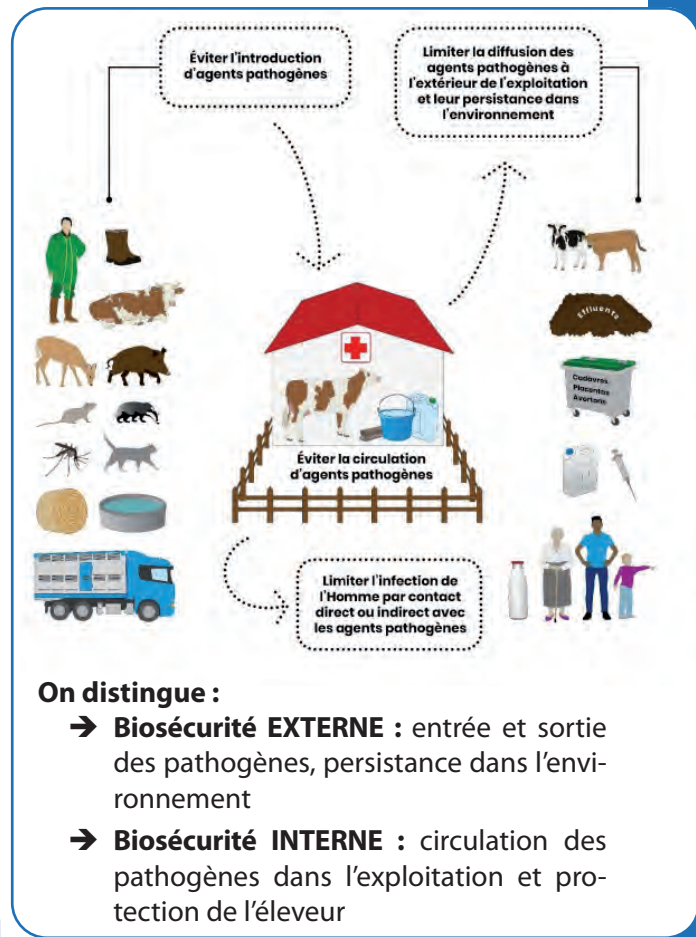 Éviter l'introduction
d'agents pathogènes
Limiter la diffusion des
agents pathogènes à
l'extérieur de l'exploitation
et leur persistance dans
l'environnement
Effluents
Cadavres
Placentas
Avortons
Éviter la circulation
d'agents pathogènes
Limiter l'infection de
l'Homme par contact
direct ou indirect avec
les agents pathogènes
On distingue :
➔ Biosécurité EXTERNE : entrée et sortie
des pathogènes, persistance dans l'envi-
ronnement
➔ Biosécurité INTERNE : circulation des
pathogènes dans l'exploitation et pro-
tection de l'éleveur